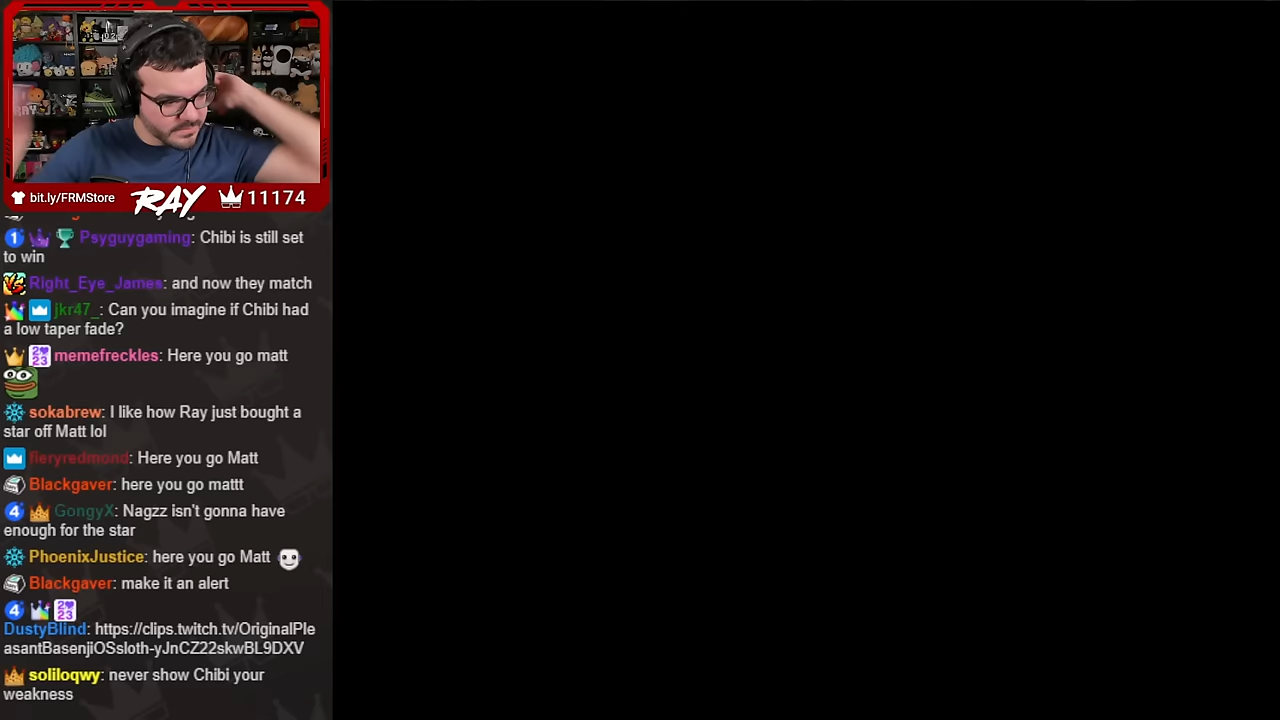 bit.ly/FRMStore RAY 11174
1 Psyguygaming: Chibi is still set
to win
Right_Eye_James: and now they match
jkr47_: Can you imagine if Chibi had
a low taper fade?
memefreckles: Here you go matt
sokabrew: I like how Ray just bought a
star off Matt lol
fieryredmond: Here you go Matt
Blackgaver: here you go mattt
4 GongyX: Nagzz isn't gonna have
enough for the star
PhoenixJustice: here you go Matt
Blackgaver: make it an alert
4
DustyBlind: https://clips.twitch.tv/OriginalPle
asantBasenjiOSsloth-yJnCZ22skwBL9DXV
soliloqwy: never show Chibi your
weakness